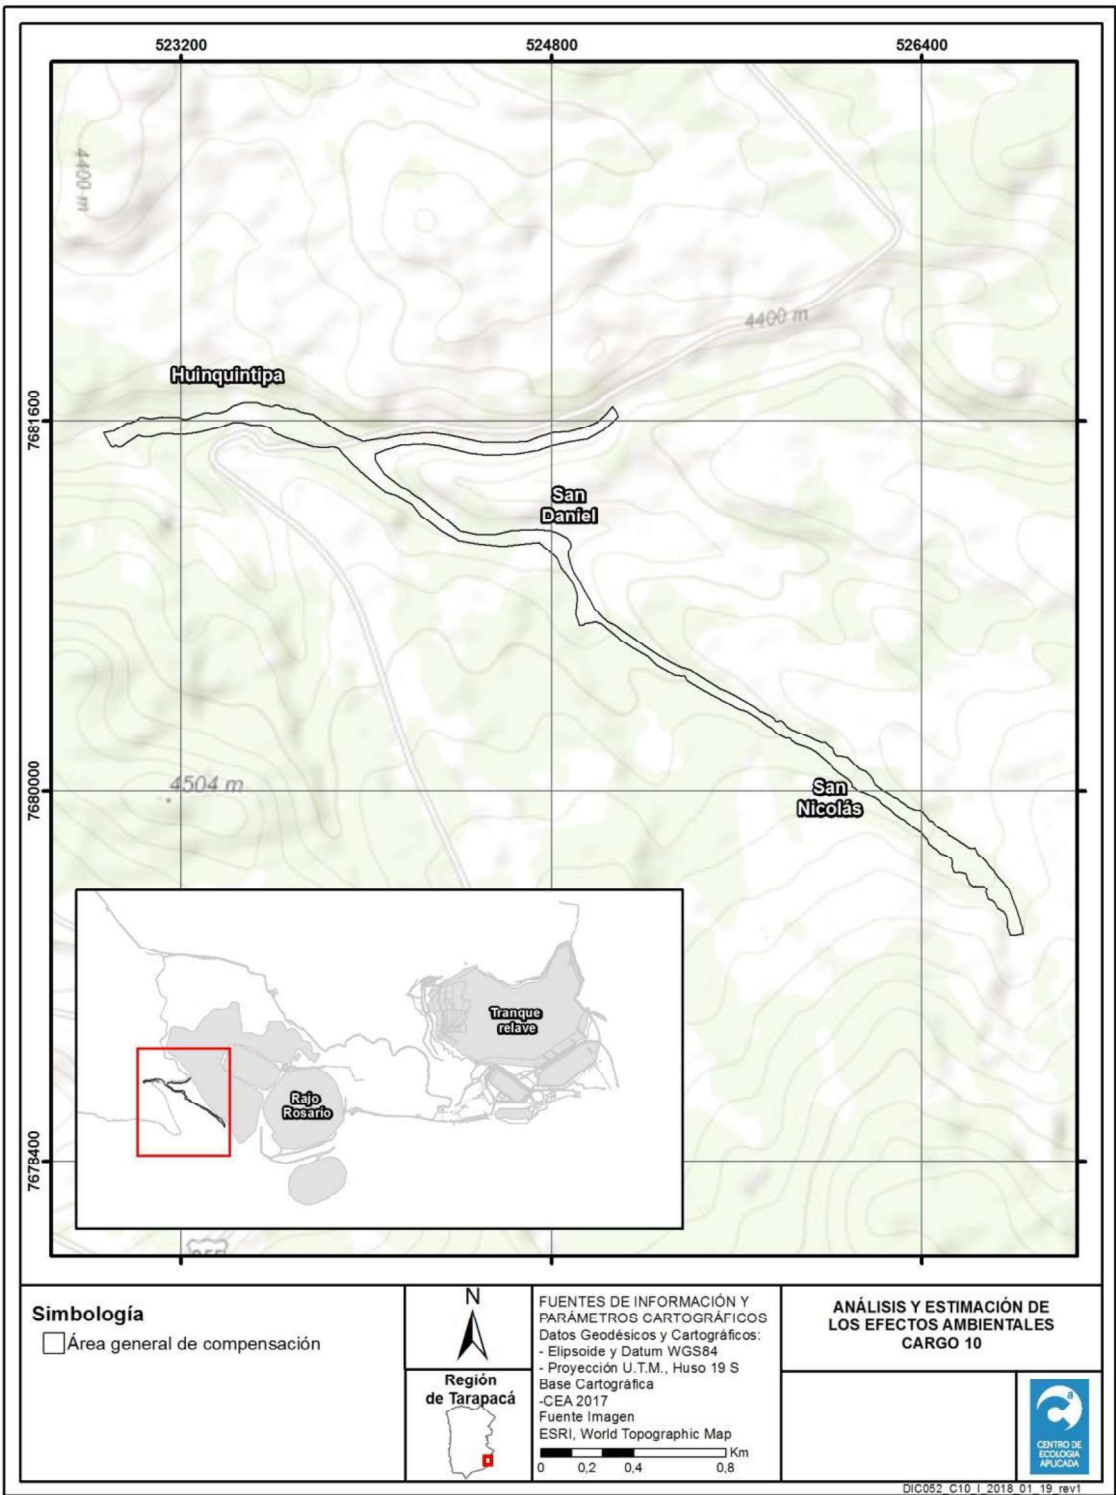 523200
524800
526400
4400 m
4400 m
7681600
Huinquintipa
San
Daniel
7680000
4504 m
San
Nicolás
Tranque
relave
Rajo
Rosario
7678400
Simbología
Área general de compensación
N
Región
de Tarapacá
FUENTES DE INFORMACIÓN Y
PARÁMETROS CARTOGRÁFICOS
Datos Geodésicos y Cartográficos:
- Elipsoide y Datum WGS84
- Proyección U.T.M., Huso 19 S
Base Cartográfica
-CEA 2017
Fuente Imagen
ESRI, World Topographic Map
Km
0 0,2 0,4 0,8
ANÁLISIS Y ESTIMACIÓN DE
LOS EFECTOS AMBIENTALES
CARGO 10
a
CENTRO DE
ECOLOGIA
APLICADA
DIC052_C10_I_2018_01_19_rev1